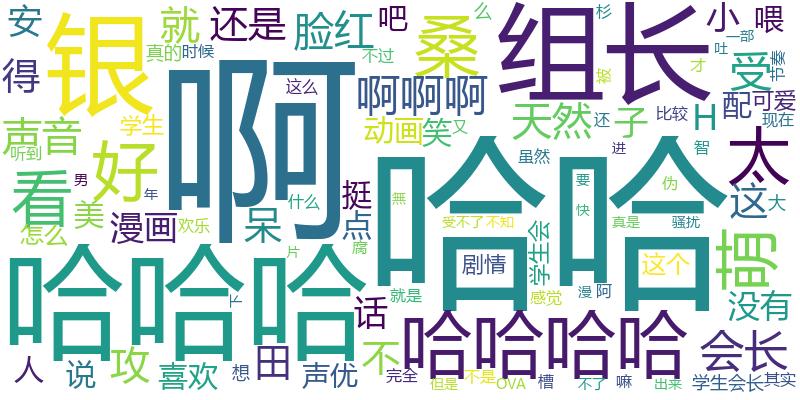 安 银 就 还是 脸红 吧 桑 么 组长 杉 小 喂
真的 时候 不过 吐 一部
得 啊 这么 啊啊啊 被 才 受 节奏
声音 学生 动画 笑 又 天然 还 子 比较 H 配 可爱
听到 好 虽然 进 智 现在 太
看 男 呆 什么 挺 無 哈哈 要 伪 这 大
怎么 美 漫画 年 欢乐 点 受不了 不知 快 真是 骚扰
片 腐 学生会 剧情 这个 萌
哈哈哈 下 就是 感觉 漫 阿 没有
话 哈哈哈哈
人 说 攻 喜欢 想 田 声优 不 会长
完全 但是 不是 OVA 槽 不了 嘛 出来 学生会长 其实